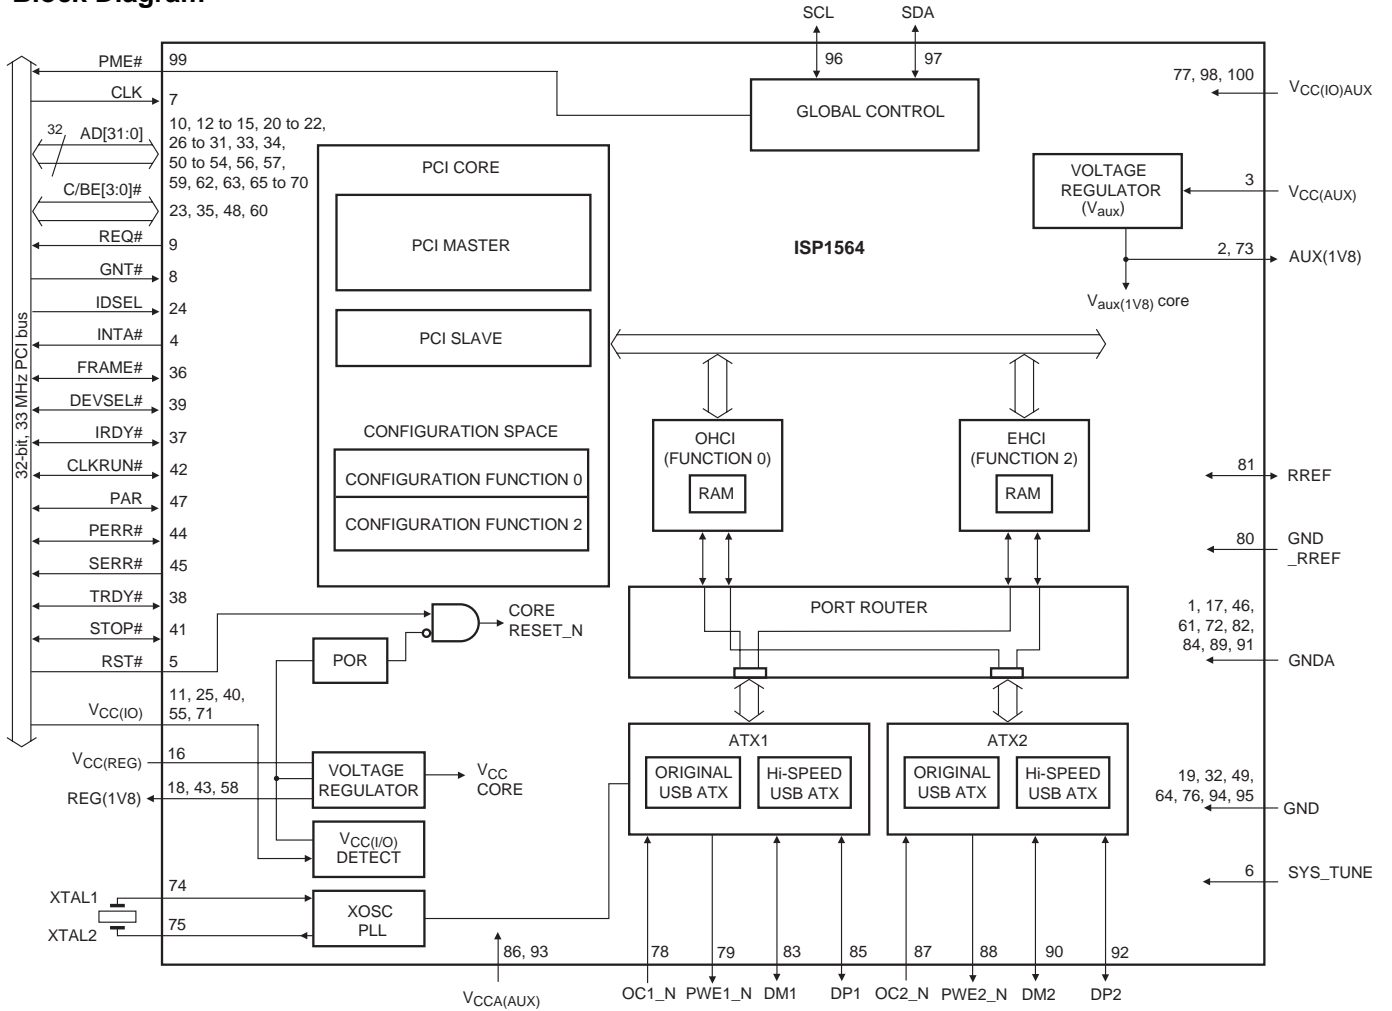 SCL
SDA
96
97
GLOBAL CONTROL
PME#
99
CLK
7
32
AD[31:0]
10, 12 to 15, 20 to 22,
26 to 31, 33, 34,
50 to 54, 56, 57,
59, 62, 63, 65 to 70
C/BE[3:0]#
23, 35, 48, 60
REQ#
9
GNT#
8
IDSEL
24
INTA#
4
FRAME#
36
DEVSEL#
39
IRDY#
37
CLKRUN#
42
PAR
47
PERR#
44
SERR#
45
TRDY#
38
STOP#
41
RST#
5
32-bit, 33 MHz PCI bus
VCC(IO)
11, 25, 40,
55, 71
VCC(REG)
16
REG(1V8)
18, 43, 58
XTAL1
74
XTAL2
75
PCI CORE
PCI MASTER
PCI SLAVE
CONFIGURATION SPACE
CONFIGURATION FUNCTION 0
CONFIGURATION FUNCTION 2
CORE
RESET_N
POR
VOLTAGE
REGULATOR
VCC
CORE
VCC(I/O)
DETECT
XOSC
PLL
86, 93
VCCA(AUX)
ISP1564
OHCI
(FUNCTION 0)
RAM
EHCI
(FUNCTION 2)
RAM
PORT ROUTER
ATX1
ORIGINAL
USB ATX
Hi-SPEED
USB ATX
ATX2
ORIGINAL
USB ATX
Hi-SPEED
USB ATX
78
79
83
85
87
88
90
92
OC1_N
PWE1_N
DM1
DP1
OC2_N
PWE2_N
DM2
DP2
77, 98, 100
VCC(IO)AUX
VOLTAGE
REGULATOR
(Vaux)
3
VCC(AUX)
2, 73
AUX(1V8)
Vaux(1V8) core
81
RREF
80
GND
_RREF
1, 17, 46,
61, 72, 82,
84, 89, 91
GNDA
19, 32, 49,
64, 76, 94, 95
GND
6
SYS_TUNE